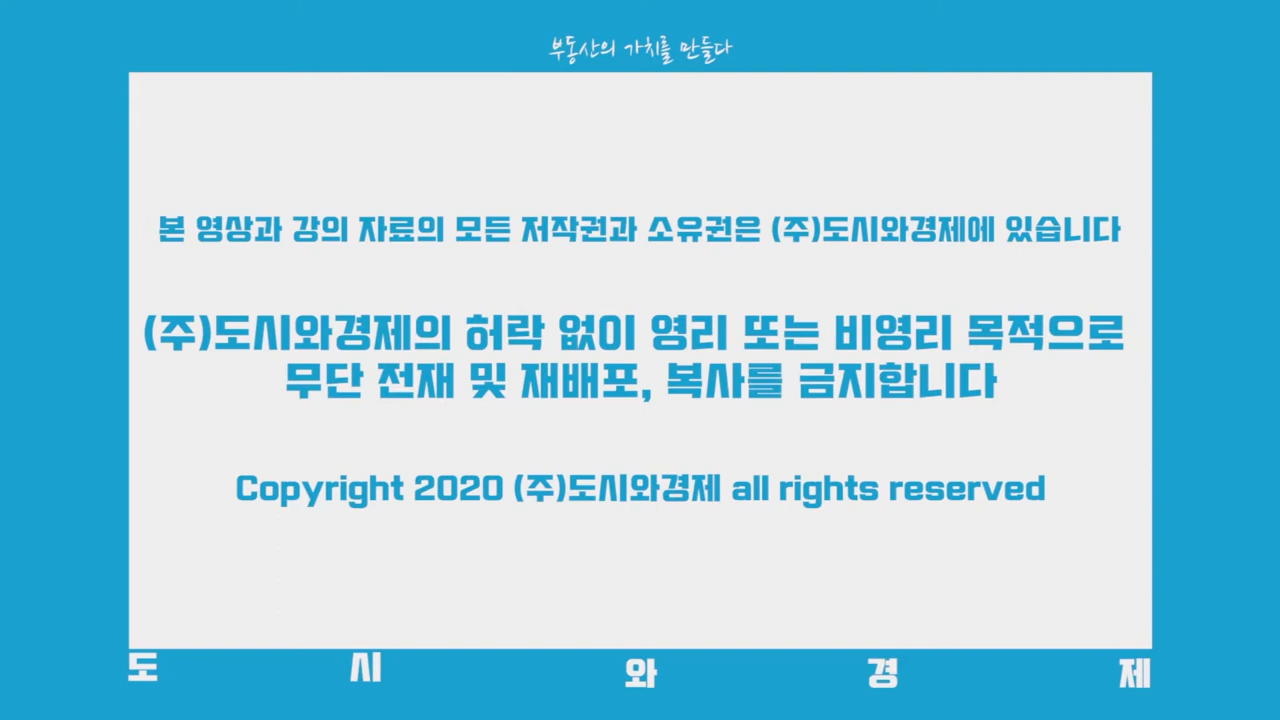 부동산의 가치를 만들다
본 영상과 강의 자료의 모든 저작권과 소유권은 (주)도시와경제에 있습니다
(주)도시와경제의 허락 없이 영리 또는 비영리 목적으로
무단 전재 및 재배포, 복사를 금지합니다
Copyright 2020 (주)도시와경제 all rights reserved
도 시 와 경 제